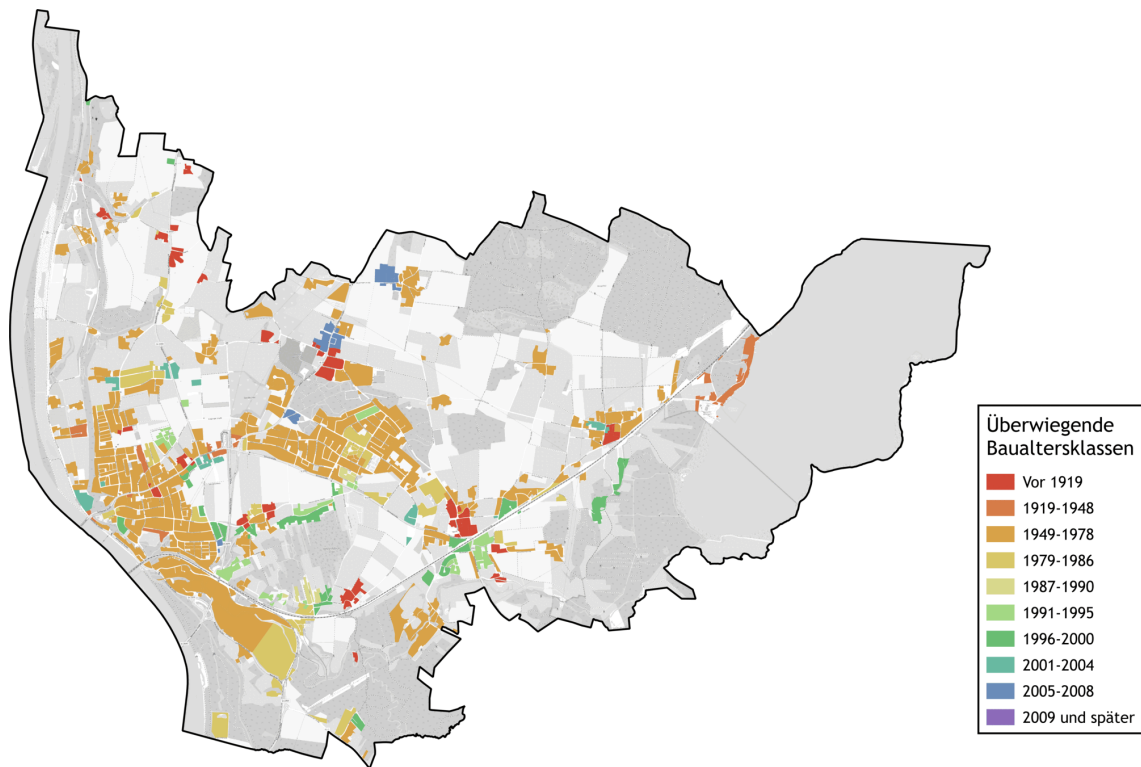 Überwiegende
Baualtersklassen
Vor 1919
1919-1948
1949-1978
1979-1986
1987-1990
1991-1995
1996-2000
2001-2004
2005-2008
2009 und später